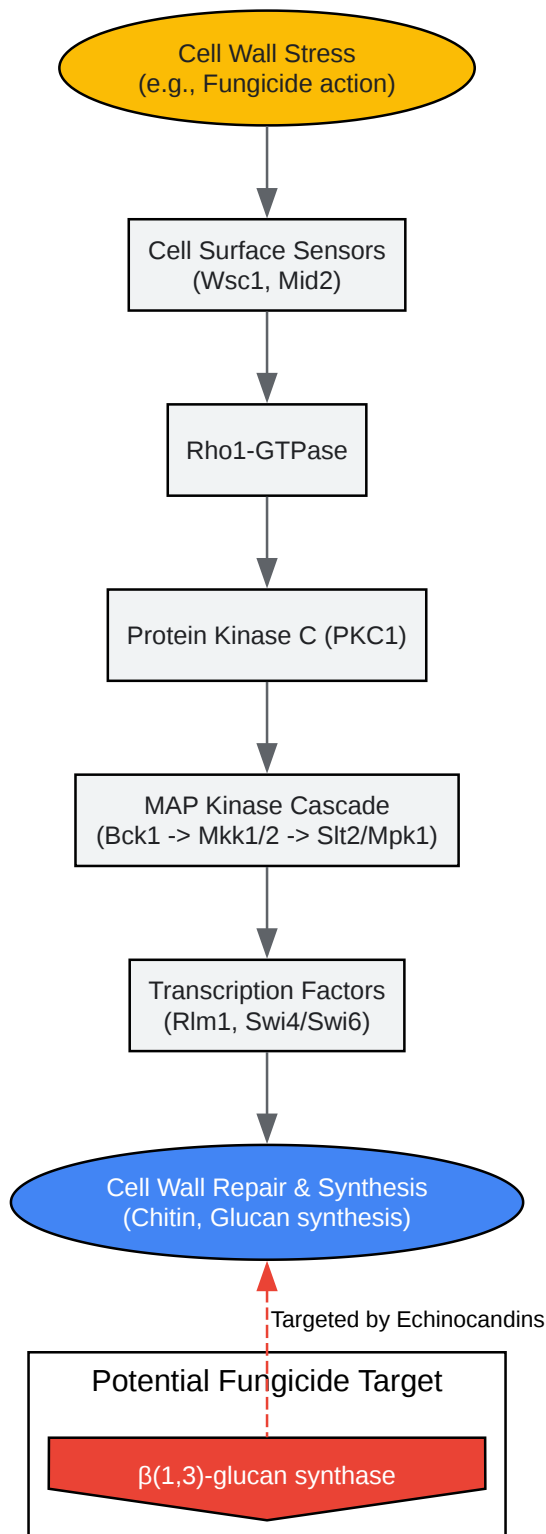 Cell Wall Stress
(e.g., Fungicide action)
Cell Surface Sensors
(Wsc1, Mid2)
Rho1-GTPase
Protein Kinase C (PKC1)
MAP Kinase Cascade
(Bck1 -> Mkk1/2 -> Slt2/Mpk1)
Transcription Factors
(Rlm1, Swi4/Swi6)
Cell Wall Repair & Synthesis
(Chitin, Glucan synthesis)
Targeted by Echinocandins
Potential Fungicide Target
β(1,3)-glucan synthase